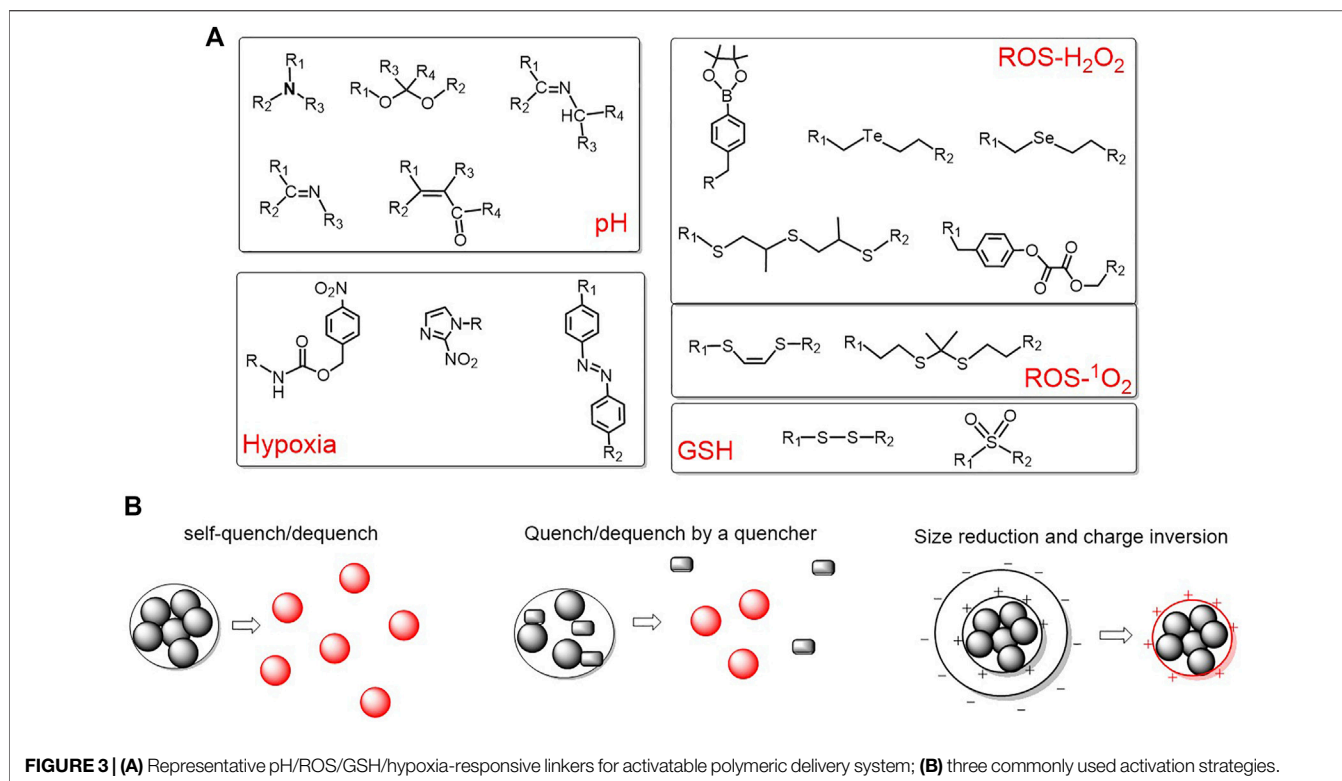 A
R1
N
R2
R3
R3
R4
R1
O
O
R2
R1
C=N
R2
HC
R4
R3
R1
C=N
R2
R3
R1
R3
R2
C
R4
O
pH
ROS-H2O2
O
O
B
R
R1
Te
R2
R1
Se
R2
R1
S
S
S
R2
R1
O
O
O
O
R2
O2N
O
R
N
H
O
N
N
R
NO2
R1
N
N
R2
Hypoxia
R1
S
S
R2
R1
S
S
R2
ROS-1O2
GSH
R1–S–S–R2
O
O
S
R1
R2
B
self-quench/dequench
Quench/dequench by a quencher
Size reduction and charge inversion
FIGURE 3 | (A) Representative pH/ROS/GSH/hypoxia-responsive linkers for activatable polymeric delivery system; (B) three commonly used activation strategies.